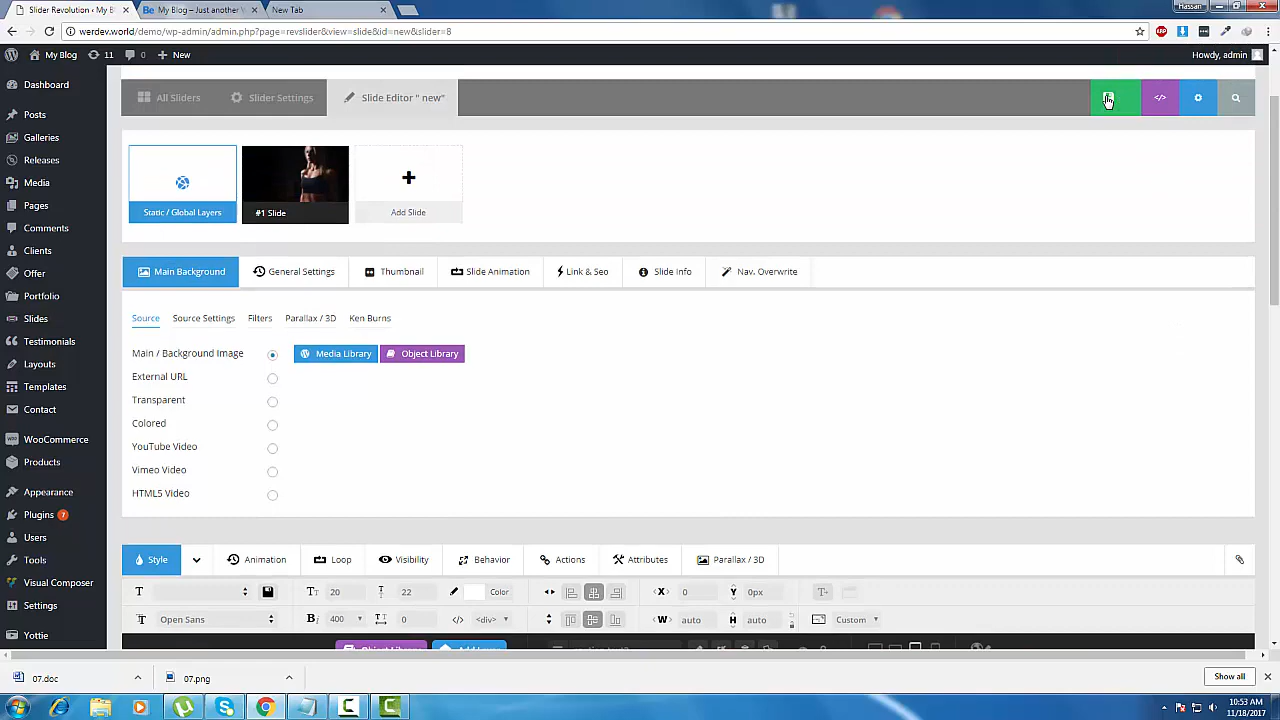 Slider Revolution ‹ My B
My Blog – Just another V
New Tab
Hassan
werdev.world/demo/wp-admin/admin.php?page=revslider&view=slide&id=new&slider=8
My Blog
11
0
New
Howdy, admin
Dashboard
Posts
Galleries
Releases
Media
Pages
Comments
Clients
Offer
Portfolio
Slides
Testimonials
Layouts
Templates
Contact
WooCommerce
Products
Appearance
Plugins 7
Users
Tools
Visual Composer
Settings
Yottie
All Sliders
Slider Settings
Slide Editor " new"
Static / Global Layers
#1 Slide
Add Slide
Main Background
General Settings
Thumbnail
Slide Animation
Link & Seo
Slide Info
Nav. Overwrite
Source
Source Settings
Filters
Parallax / 3D
Ken Burns
Main / Background Image
Media Library
Object Library
External URL
Transparent
Colored
YouTube Video
Vimeo Video
HTML5 Video
Style
Animation
Loop
Visibility
Behavior
Actions
Attributes
Parallax / 3D
20
22
Color
X 0
Y 0px
Open Sans
400
0
<div>
W auto
H auto
Custom
07.doc
07.png
Show all
10:53 AM
11/18/2017